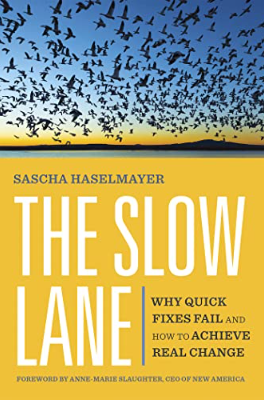 SASCHA HASELMAYER
THE SLOW
LANE
WHY QUICK
FIXES FAIL AND
HOW TO ACHIEVE
REAL CHANGE
FOREWORD BY ANNE-MARIE SLAUGHTER, CEO OF NEW AMERICA